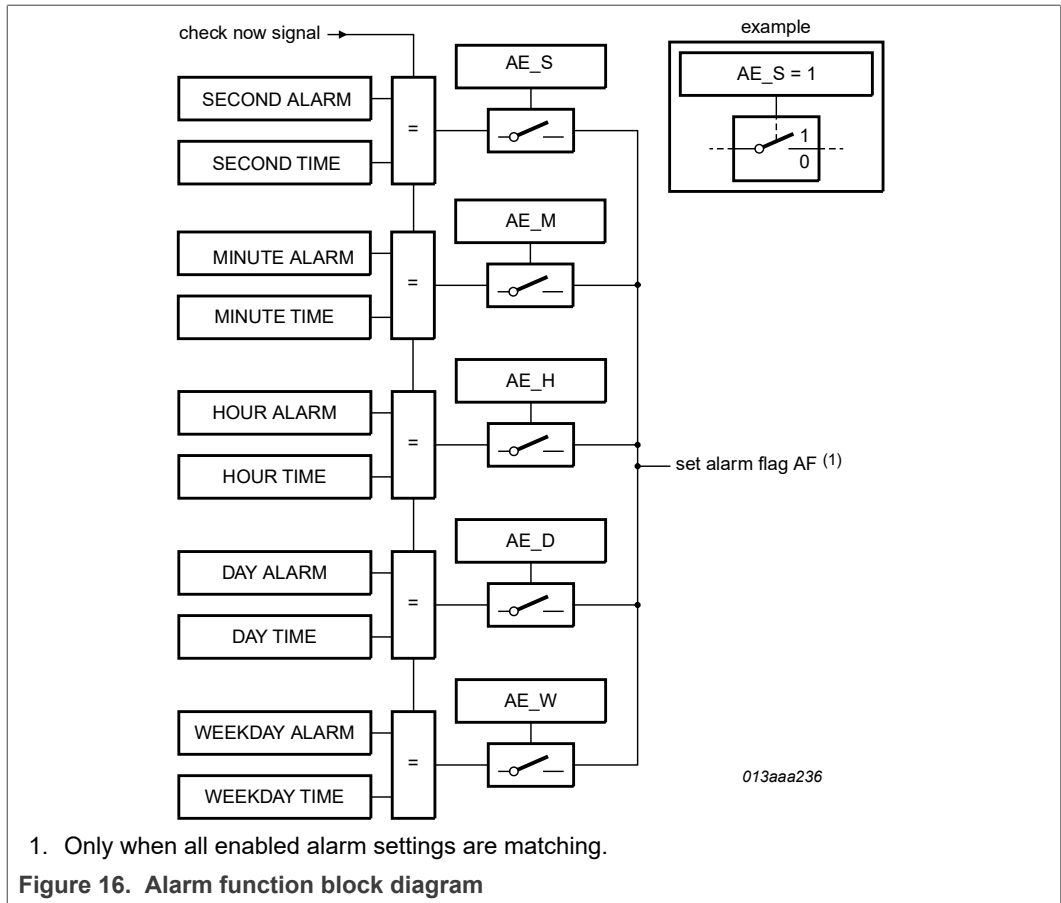 check now signal
example
AE_S
AE_S = 1
SECOND ALARM
=
1
0
SECOND TIME
AE_M
MINUTE ALARM
=
MINUTE TIME
AE_H
HOUR ALARM
=
set alarm flag AF (1)
HOUR TIME
AE_D
DAY ALARM
=
DAY TIME
AE_W
WEEKDAY ALARM
=
013aaa236
WEEKDAY TIME
1. Only when all enabled alarm settings are matching.
Figure 16. Alarm function block diagram